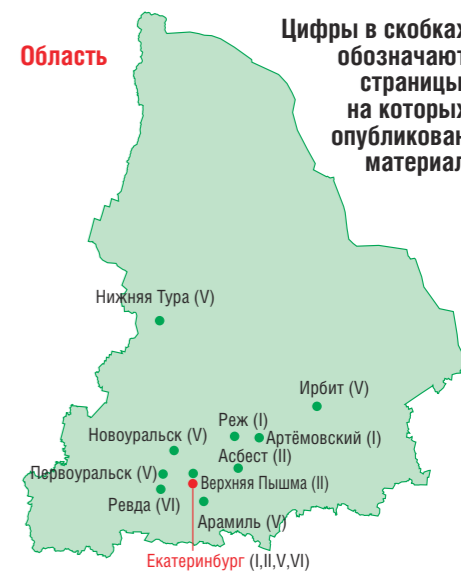 Область
Цифры в скобках
обозначают
страницы,
на которых
опубликован
материал
Нижняя Тура (V)
Ирбит (V)
Реж (I)
Новоуральск (V)
Артёмовский (I)
Асбест (II)
Первоуральск (V)
Верхняя Пышма (II)
Ревда (VI)
Арамиль (V)
Екатеринбург (I,II,V,VI)